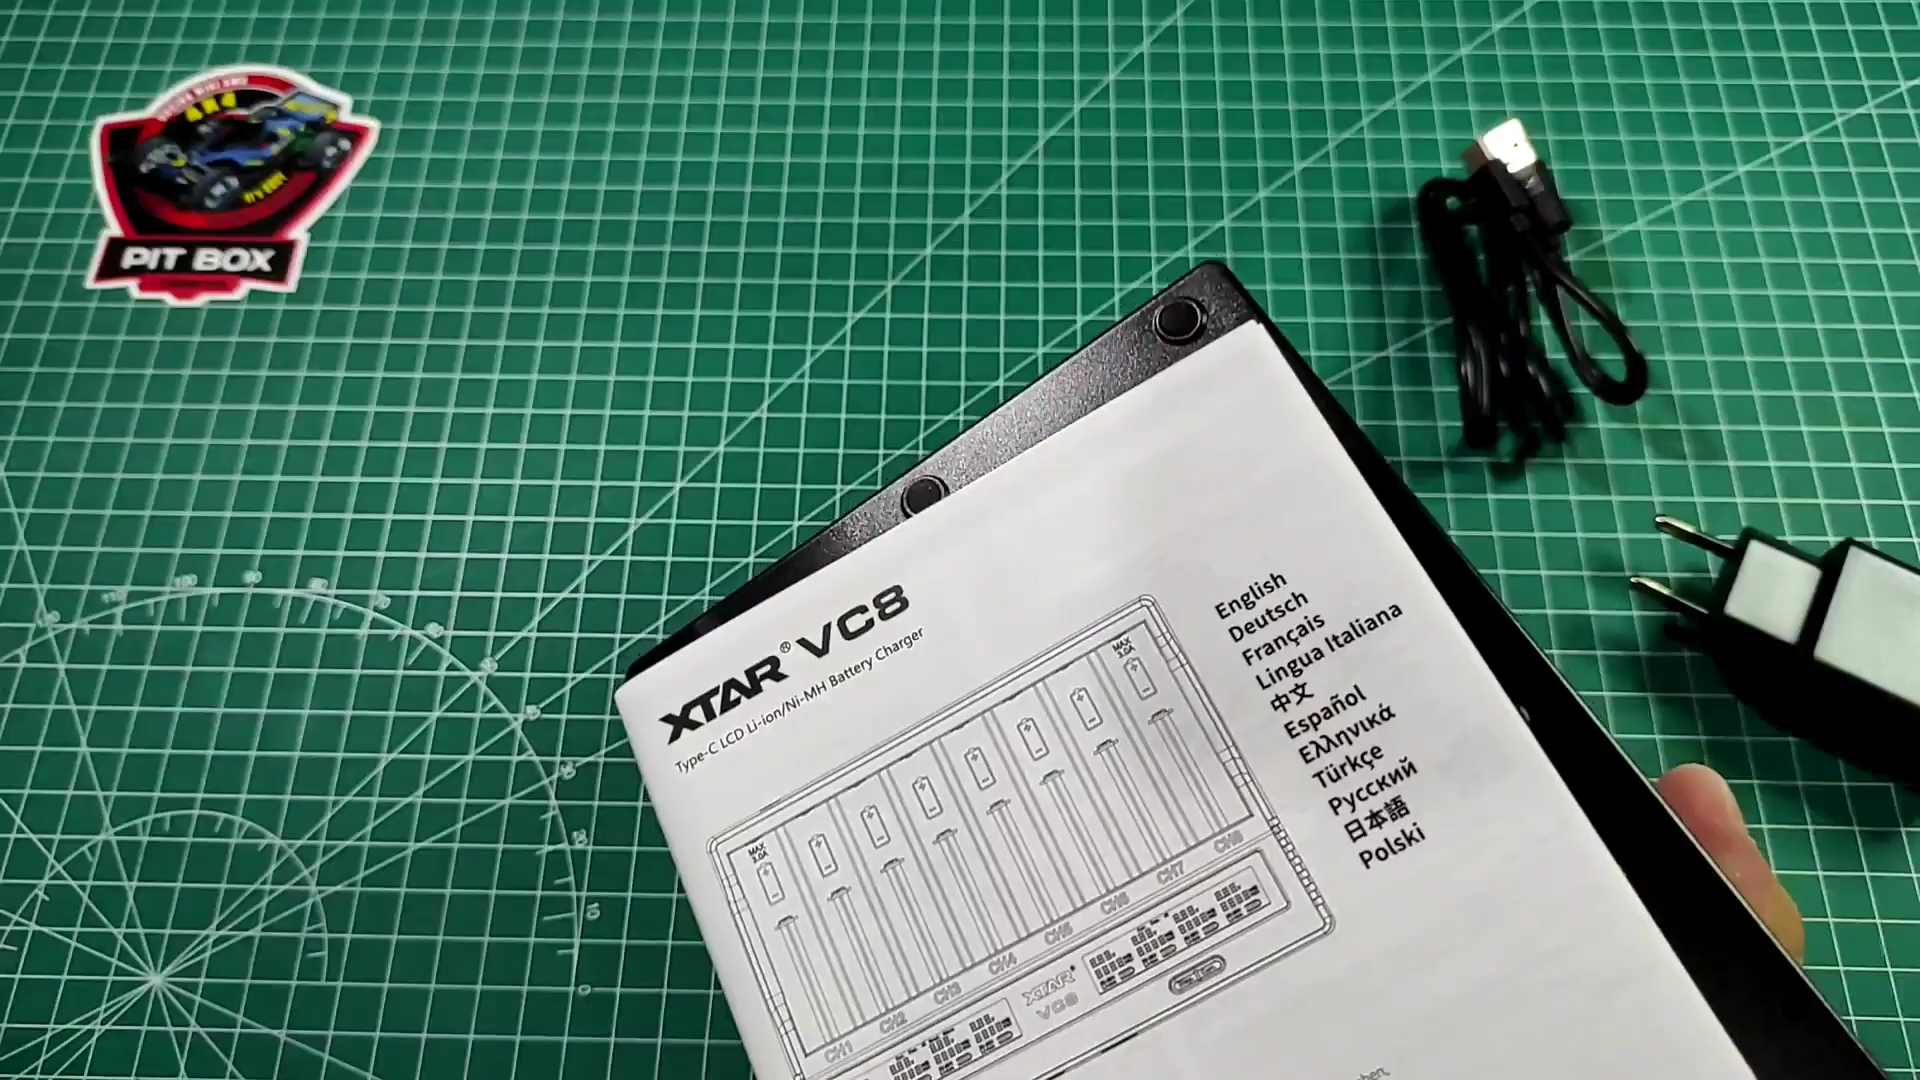 PIT BOX
XTAR® VC8
Type-C LCD Li-ion/Ni-MH Battery Charger
English
Deutsch
Français
Lingua Italiana
中文
Español
Ελληνικά
Türkçe
Русский
日本語
Polski
MAX
3.0A
MAX
3.0A
CH1
CH2
CH3
CH4
CH5
CH6
CH7
CH8
XTAR®
VC8